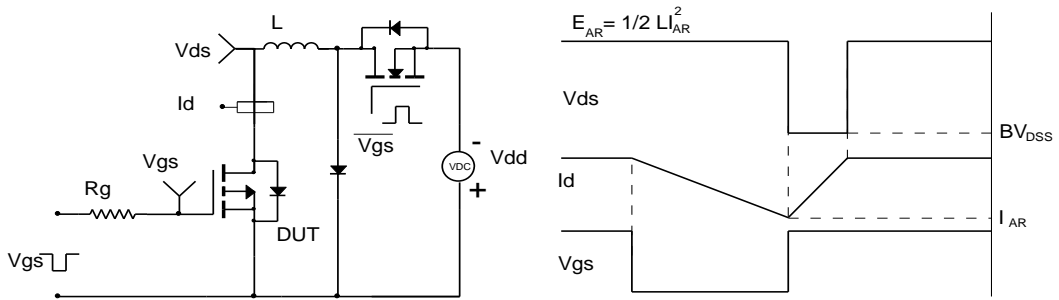 L
Vds
Id
Vgs
Vgs
Rg
DUT
Vgs
VDC
-
+
Vdd
E_AR = 1/2 LI_AR^2
Vds
BV_DSS
Id
I_AR
Vgs